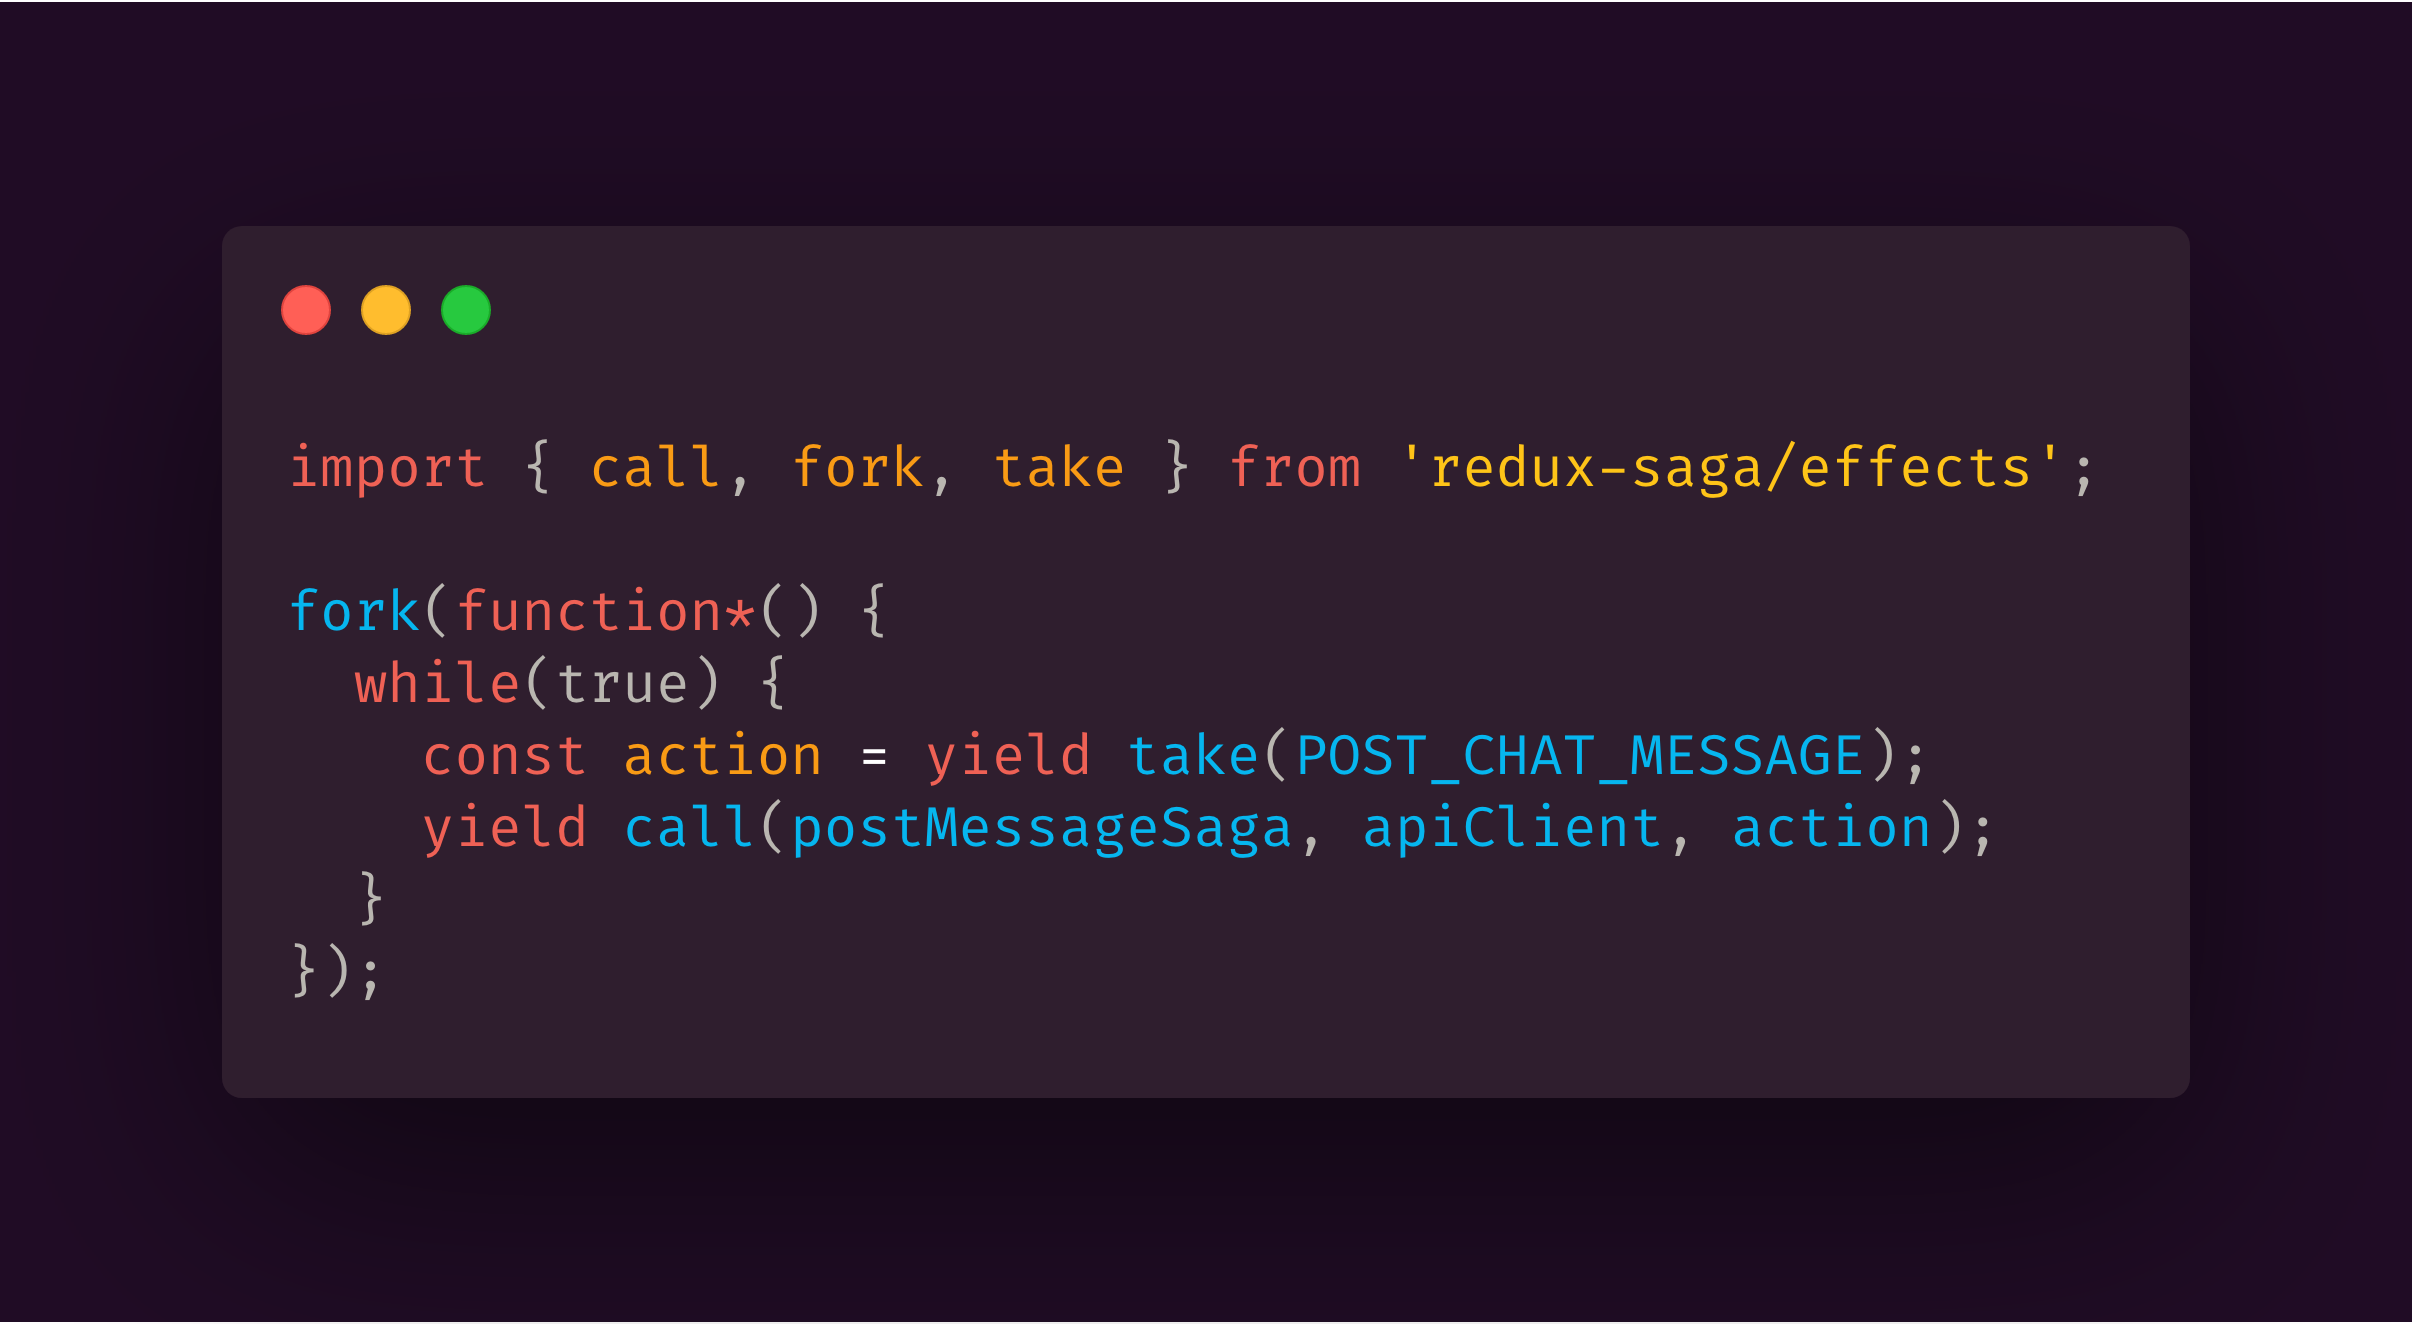 import { call, fork, take } from 'redux-saga/effects';
fork(function*() {
  while(true) {
    const action = yield take(POST_CHAT_MESSAGE);
    yield call(postMessageSaga, apiClient, action);
  }
});